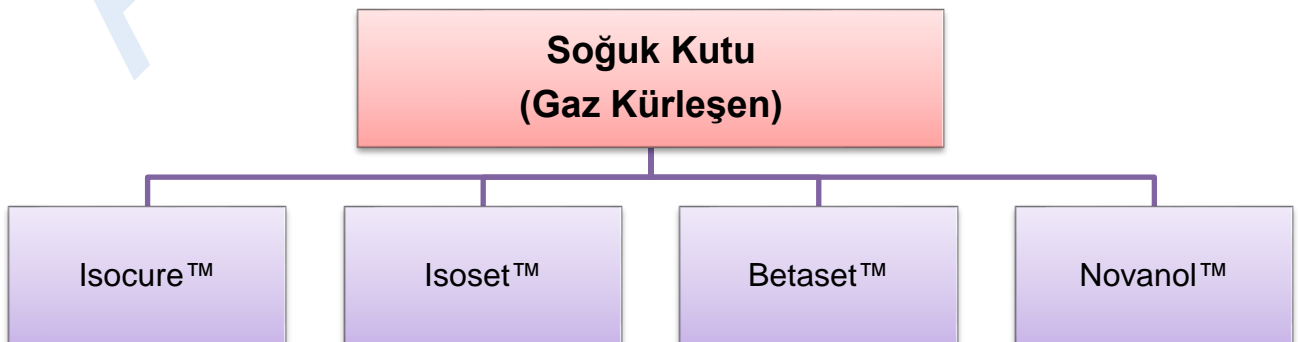 Soğuk Kutu
(Gaz Kürleşen)
Isocure™
Isoset™
Betaset™
Novanol™